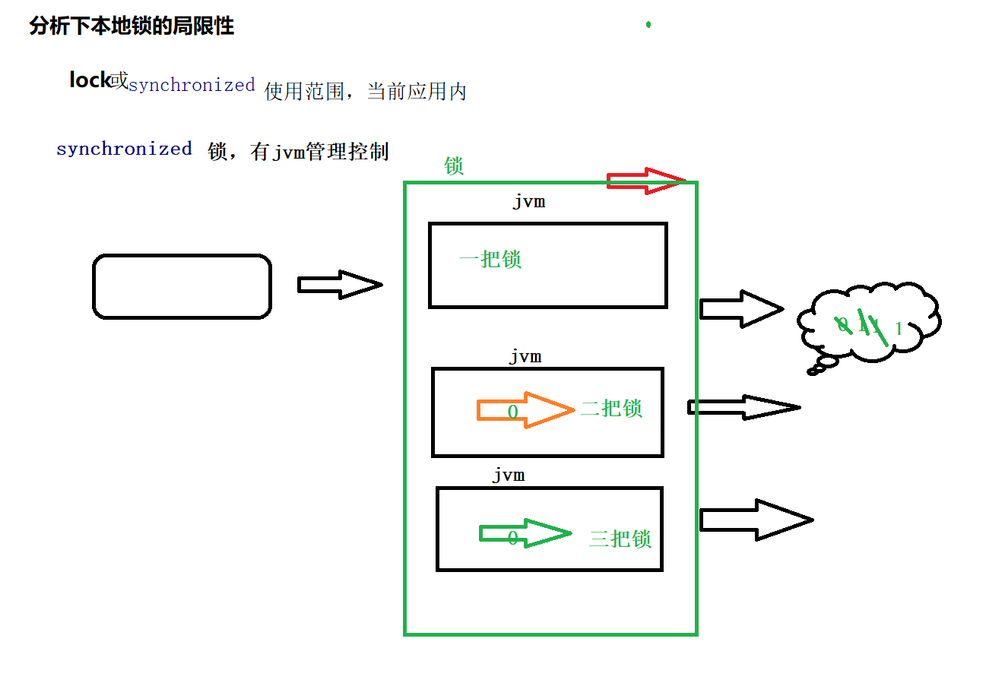 分析下本地锁的局限性
lock或synchronized 使用范围，当前应用内
synchronized 锁，有jvm管理控制
锁
jvm
一把锁
0 1 1 1
jvm
0 二把锁
jvm
0 三把锁